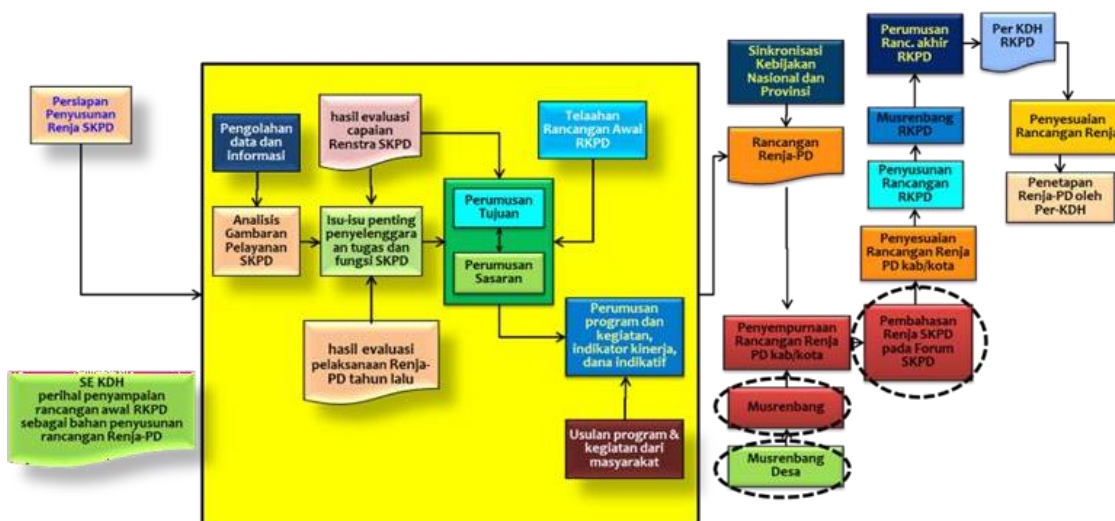 Persiapan
Penyusunan
Renja SKPD
SE KDH
perihal penyampaian
rancangan awal RKPD
sebagai bahan penyusunan
rancangan Renja-PD
Pengolahan
data dan
Informasi
hasil evaluasi
capaian
Renstra SKPD
Telaahan
Rancangan Awal
RKPD
Analisis
Gambaran
Pelayanan
SKPD
Isu-isu penting
penyelenggara
an tugas dan
fungsi SKPD
Perumusan
Tujuan
Perumusan
Sasaran
hasil evaluasi
pelaksanaan Renja-
PD tahun lalu
Perumusan
program dan
kegiatan,
indikator kinerja,
dana indikatif
Usulan program &
kegiatan dari
masyarakat
Sinkronisasi
Kebijakan
Nasional dan
Provinsi
Rancangan
Renja-PD
Penyempurnaan
Rancangan Renja
PD kab/kota
Musrenbang
Musrenbang
Desa
Pembahasan
Renja SKPD
pada Forum
SKPD
Penyesuaian
Rancangan Renja
PD kab/kota
Penyusunan
Rancangan
RKPD
Musrenbang
RKPD
Perumusan
Ranc. akhir
RKPD
Per KDH
RKPD
Penyesuaian
Rancangan Renja
Penetapan
Renja-PD oleh
Per-KDH